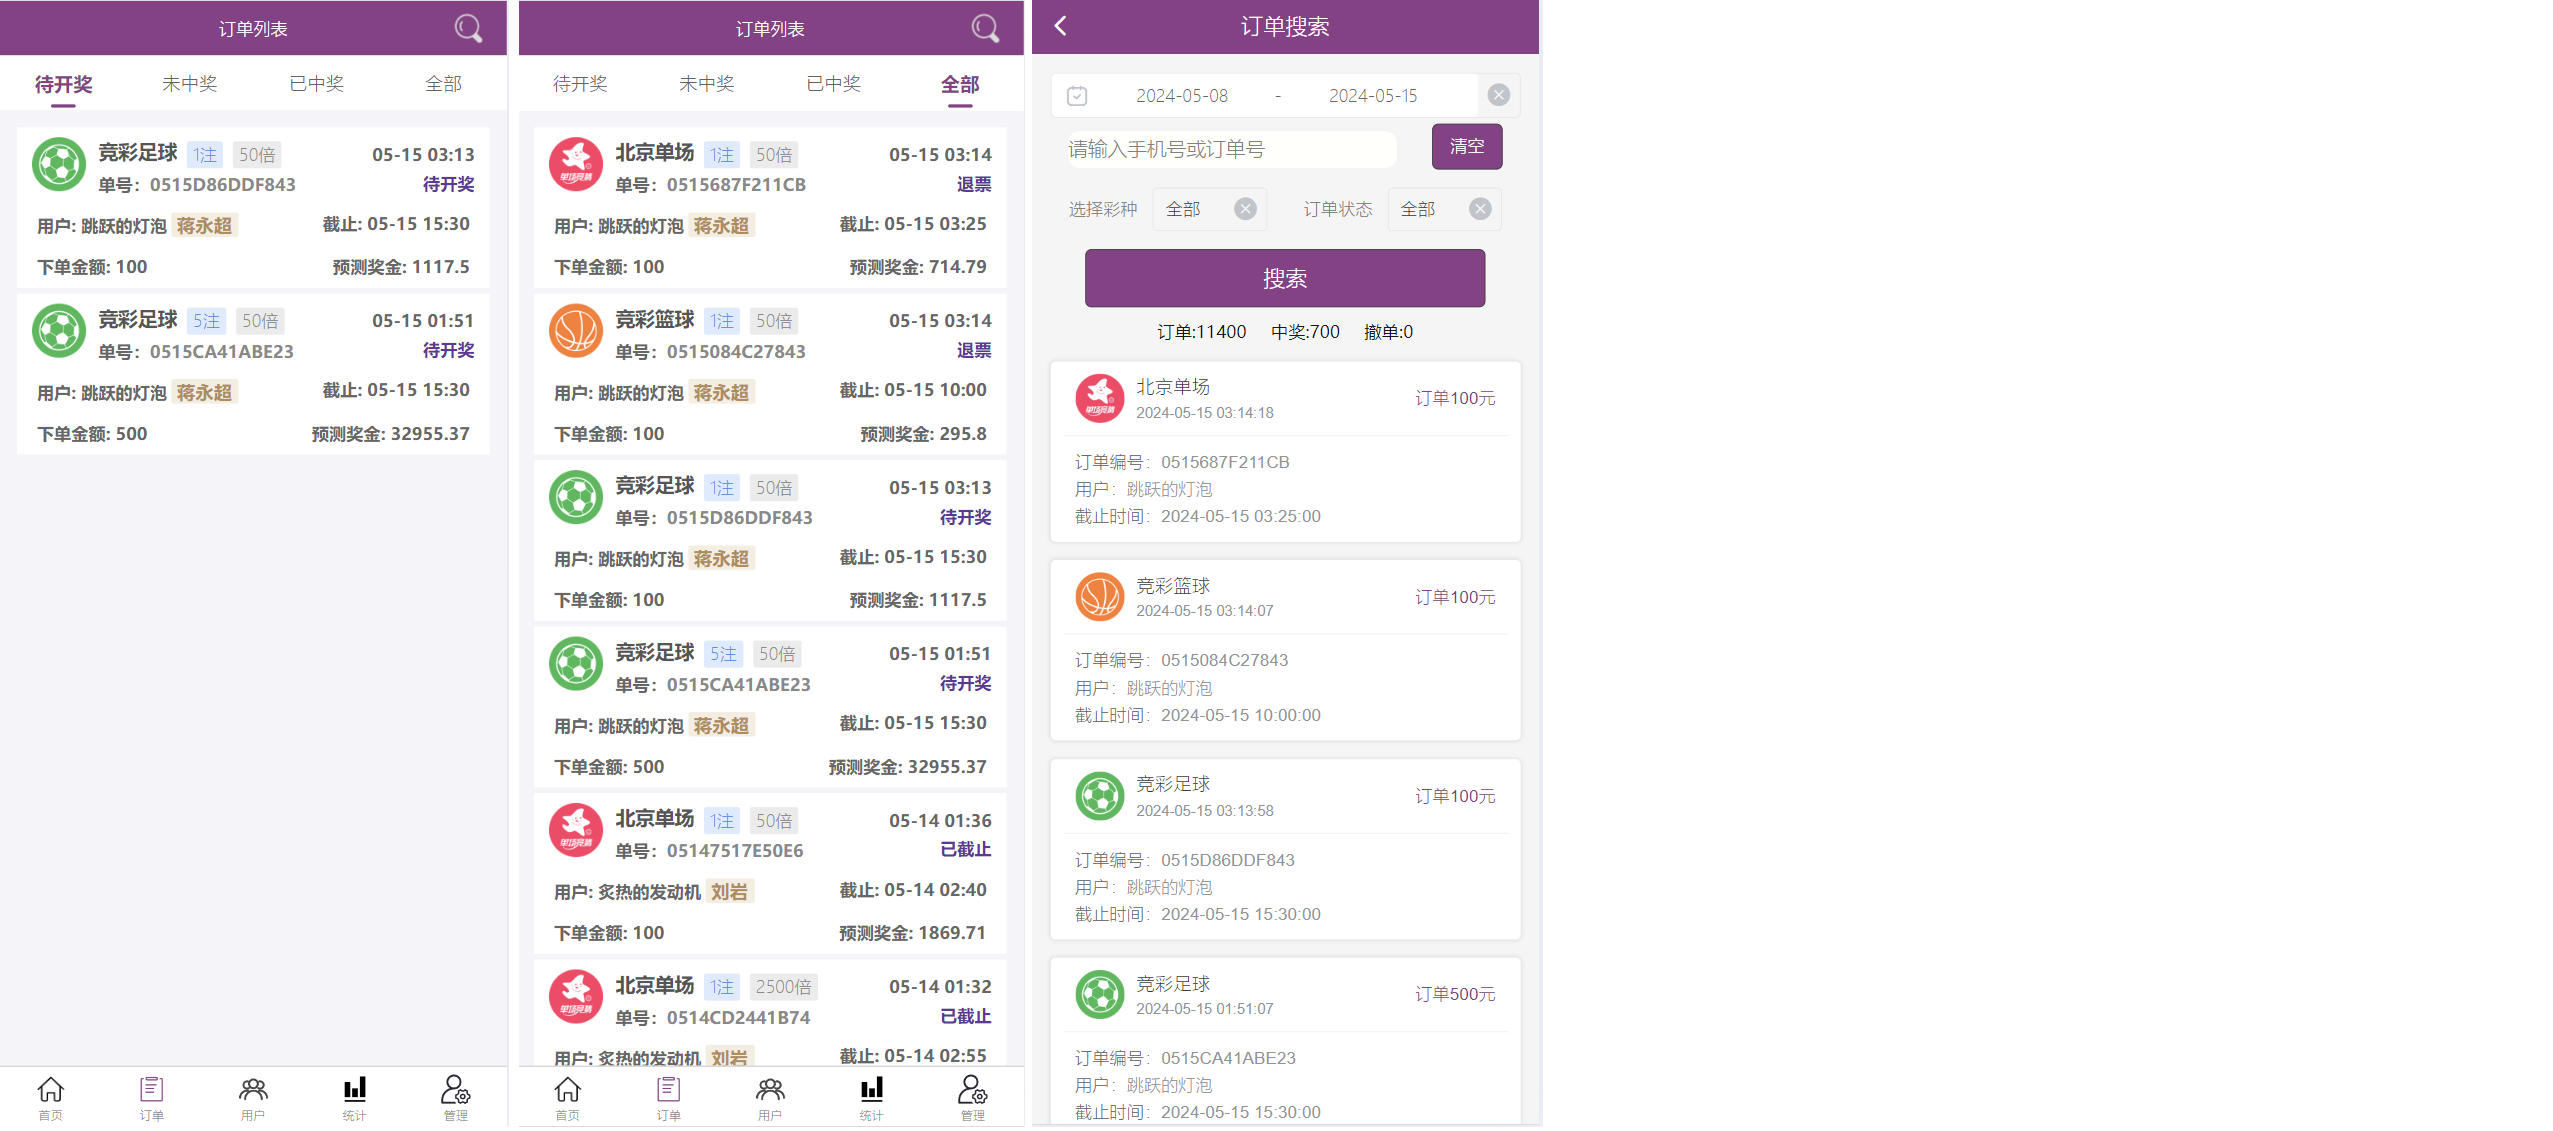 订单列表
待开奖 未中奖 已中奖 全部
竞彩足球 1注 50倍 05-15 03:13
单号：0515D86DDF843 待开奖
用户: 跳跃的灯泡 蒋永超 截止: 05-15 15:30
下单金额: 100 预测奖金: 1117.5
竞彩足球 5注 50倍 05-15 01:51
单号：0515CA41ABE23 待开奖
用户: 跳跃的灯泡 蒋永超 截止: 05-15 15:30
下单金额: 500 预测奖金: 32955.37
首页 订单 用户 统计 管理
订单列表
待开奖 未中奖 已中奖 全部
北京单场 1注 50倍 05-15 03:14
单场竞猜
单号：0515687F211CB 退票
用户: 跳跃的灯泡 蒋永超 截止: 05-15 03:25
下单金额: 100 预测奖金: 714.79
竞彩篮球 1注 50倍 05-15 03:14
单号：0515084C27843 退票
用户: 跳跃的灯泡 蒋永超 截止: 05-15 10:00
下单金额: 100 预测奖金: 295.8
竞彩足球 1注 50倍 05-15 03:13
单号：0515D86DDF843 待开奖
用户: 跳跃的灯泡 蒋永超 截止: 05-15 15:30
下单金额: 100 预测奖金: 1117.5
竞彩足球 5注 50倍 05-15 01:51
单号：0515CA41ABE23 待开奖
用户: 跳跃的灯泡 蒋永超 截止: 05-15 15:30
下单金额: 500 预测奖金: 32955.37
北京单场 1注 50倍 05-14 01:36
单场竞猜
单号：05147517E50E6 已截止
用户: 炙热的发动机 刘岩 截止: 05-14 02:40
下单金额: 100 预测奖金: 1869.71
北京单场 1注 2500倍 05-14 01:32
单场竞猜
单号：0514CD2441B74 已截止
用户: 炙热的发动机 刘岩 截止: 05-14 02:55
首页 订单 用户 统计 管理
订单搜索
2024-05-08 - 2024-05-15
请输入手机号或订单号 清空
选择彩种 全部 订单状态 全部
搜索
订单:11400 中奖:700 撤单:0
北京单场 订单100元
单场竞猜
2024-05-15 03:14:18
订单编号：0515687F211CB
用户：跳跃的灯泡
截止时间：2024-05-15 03:25:00
竞彩篮球 订单100元
2024-05-15 03:14:07
订单编号：0515084C27843
用户：跳跃的灯泡
截止时间：2024-05-15 10:00:00
竞彩足球 订单100元
2024-05-15 03:13:58
订单编号：0515D86DDF843
用户：跳跃的灯泡
截止时间：2024-05-15 15:30:00
竞彩足球 订单500元
2024-05-15 01:51:07
订单编号：0515CA41ABE23
用户：跳跃的灯泡
截止时间：2024-05-15 15:30:00